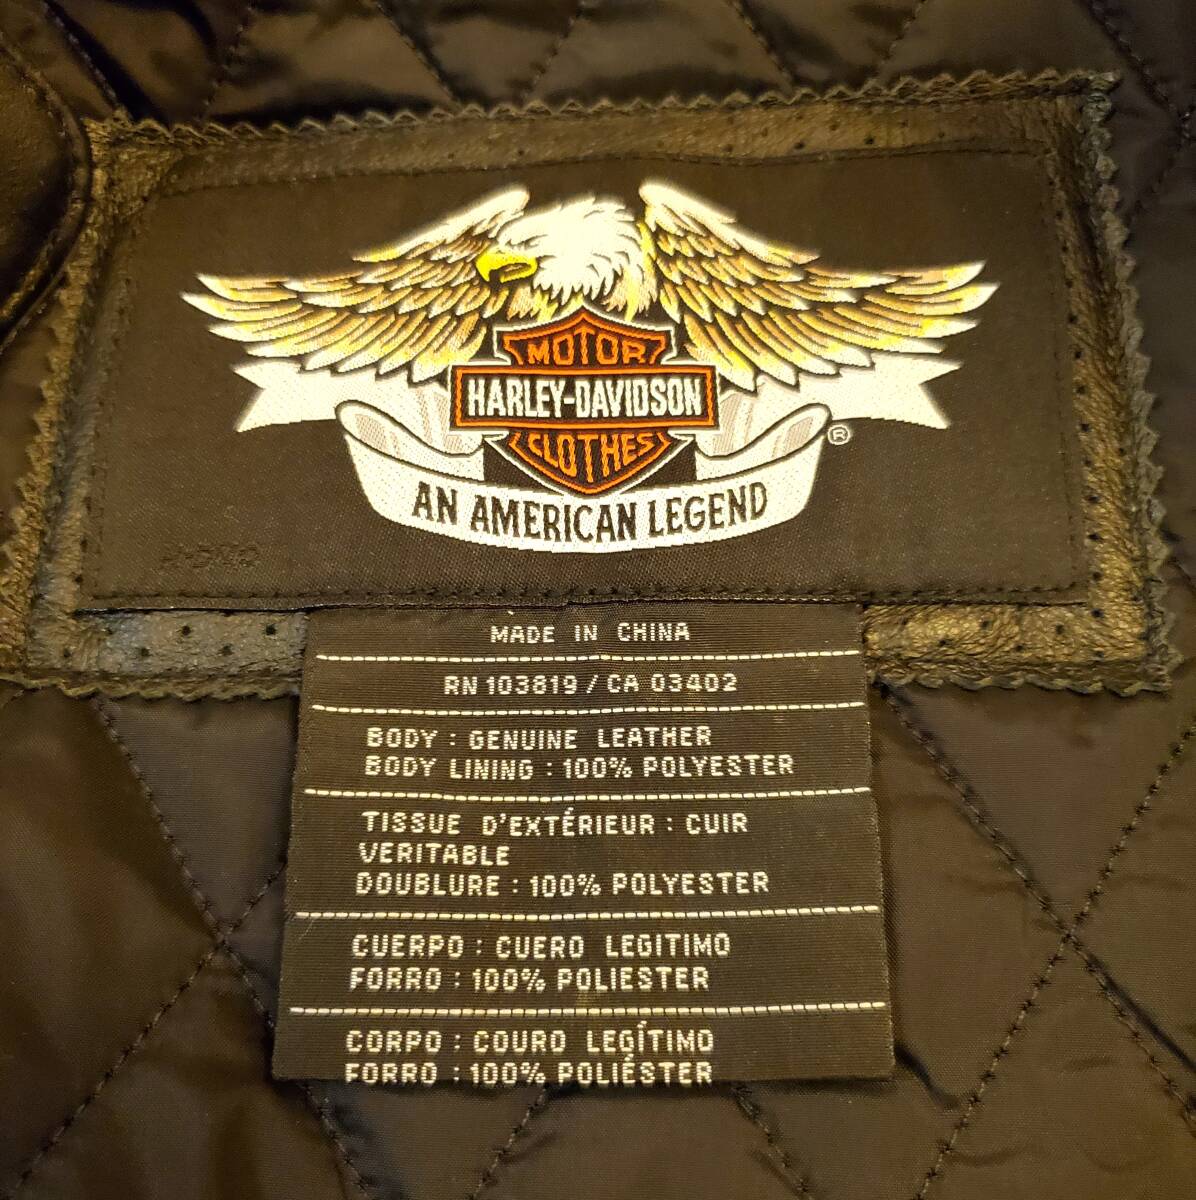 MOTOR
HARLEY-DAVIDSON
CLOTHES
®
AN AMERICAN LEGEND
MADE IN CHINA
RN 103819 / CA 03402
BODY : GENUINE LEATHER
BODY LINING : 100% POLYESTER
TISSUE D'EXTÉRIEUR : CUIR
VERITABLE
DOUBLURE : 100% POLYESTER
CUERPO : CUERO LEGITIMO
FORRO : 100% POLIESTER
CORPO : COURO LEGÍTIMO
FORRO : 100% POLIÉSTER